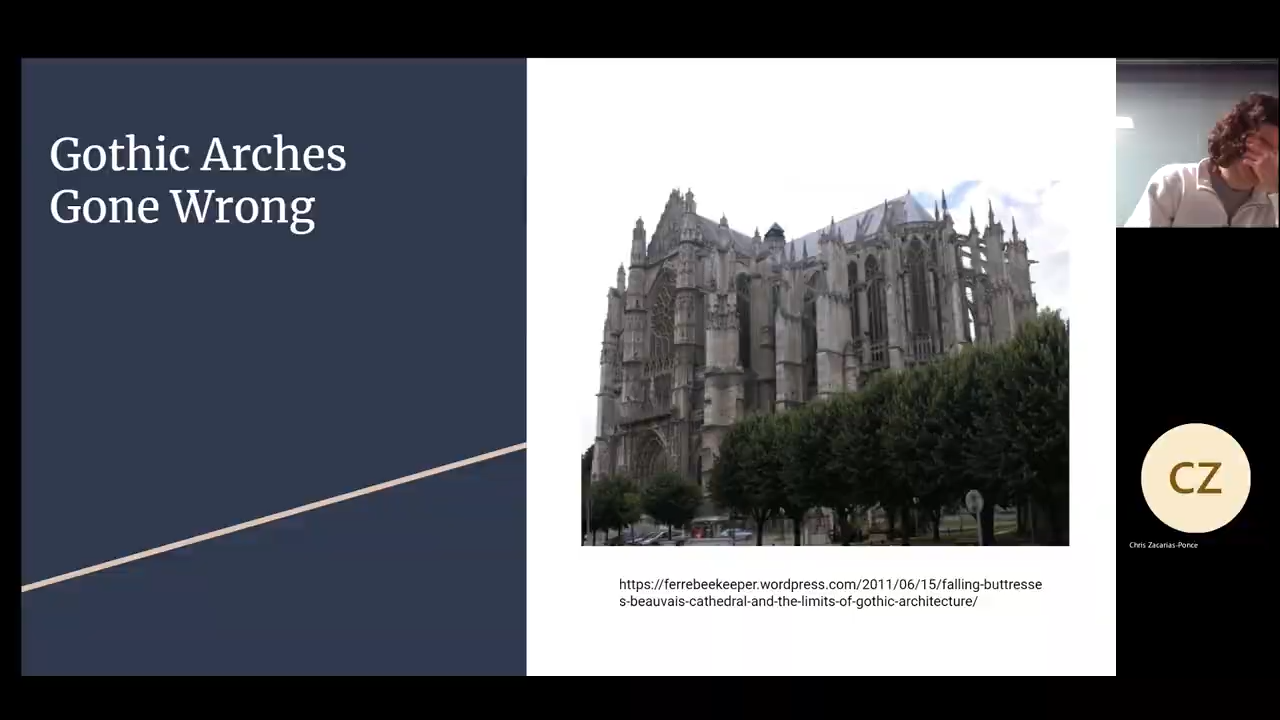 Gothic Arches
Gone Wrong
https://ferrebeekeeper.wordpress.com/2011/06/15/falling-buttresse
s-beauvais-cathedral-and-the-limits-of-gothic-architecture/
CZ
Chris Zacarias-Ponce